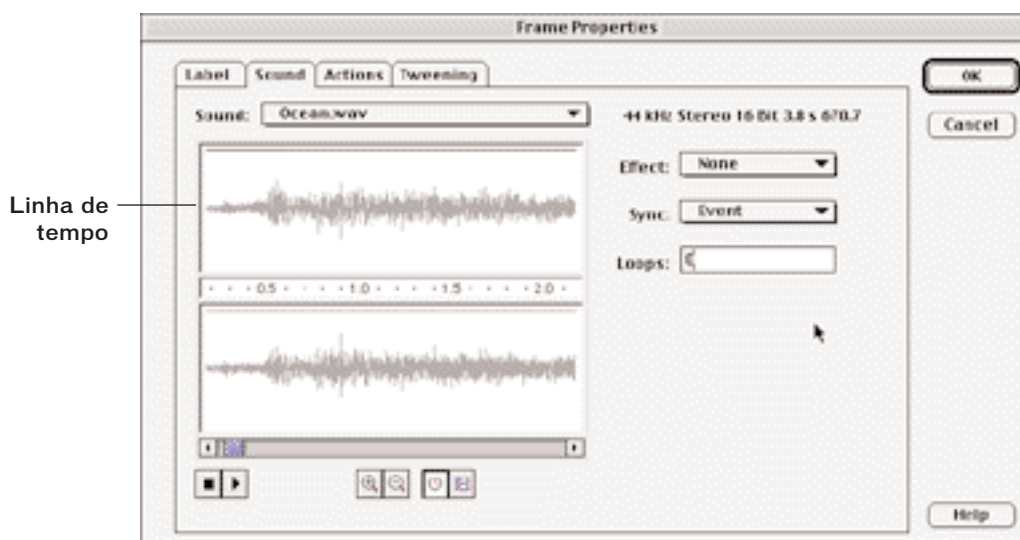 Frame Properties
Label Sound Actions Tweening
OK
Cancel
Sound: Ocean.wav
44 kHz Stereo 16 Bit 3.8 s 670.7
Effect: None
Sync: Event
Loops:
Linha de
tempo
0.5 1.0 1.5 2.0
Help